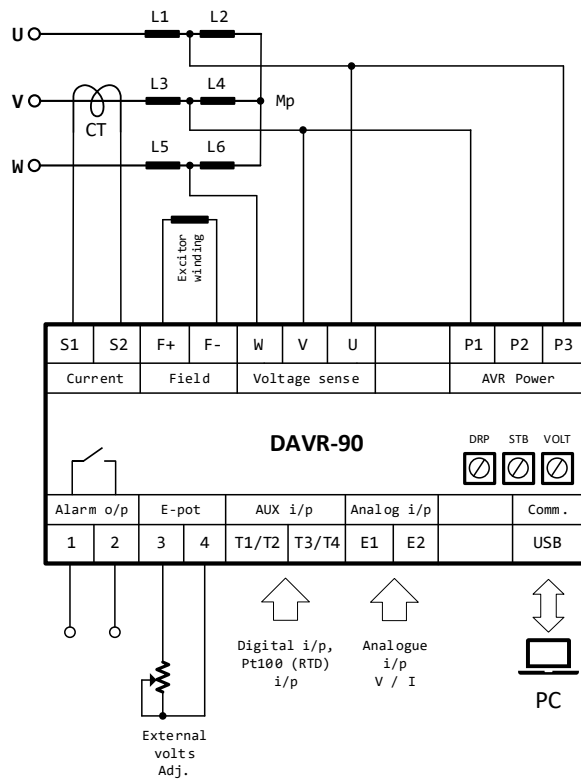 L1 L2
U
L3 L4
V
Mp
CT
L5 L6
W
Excitor
winding
S1 S2 F+ F- W V U P1 P2 P3
Current Field Voltage sense AVR Power
DAVR-90
DRP STB VOLT
Alarm o/p E-pot AUX i/p Analog i/p Comm.
1 2 3 4 T1/T2 T3/T4 E1 E2 USB
Digital i/p,
Pt100 (RTD)
i/p
Analogue
i/p
V / I
PC
External
volts
Adj.